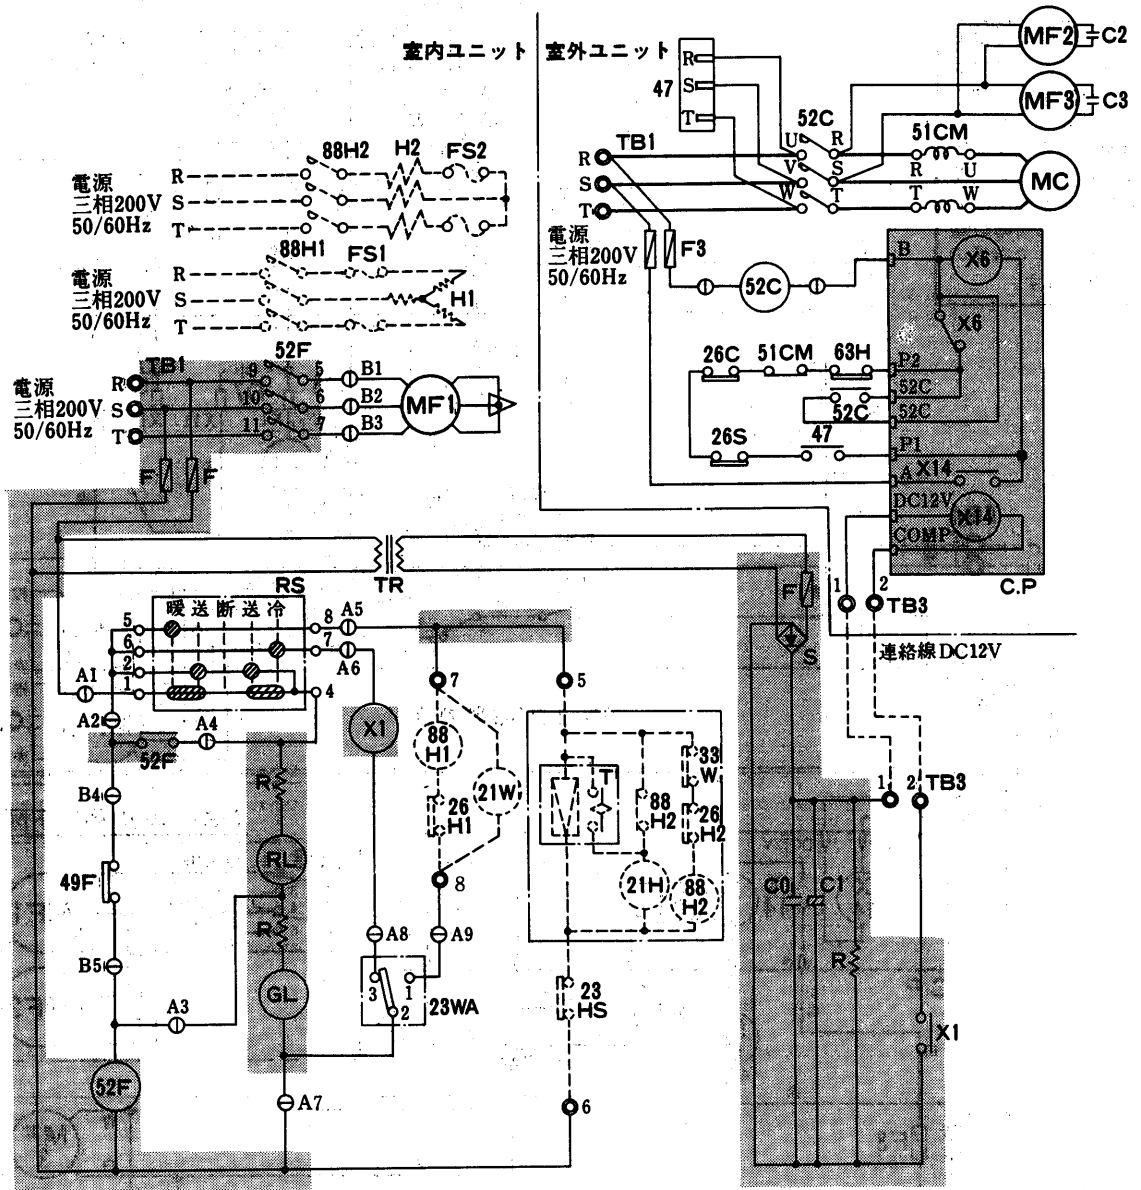 室内ユニット
室外ユニット
MF2
C2
MF3
C3
47
R
S
T
52C
U
R
V
S
W
T
51CM
R
U
T
W
MC
TB1
R
S
T
電源
三相200V
50/60Hz
F3
52C
88H2
H2
FS2
電源
三相200V
50/60Hz
R
S
T
88H1
FS1
H1
電源
三相200V
50/60Hz
R
S
T
TB1
52F
電源
三相200V
50/60Hz
R
S
T
9
10
11
5
6
7
B1
B2
B3
MF1
F
F
B
X6
X6
26C
51CM
63H
P2
52C
52C
52C
26S
47
P1
A
X14
DC12V
X14
COMP
C.P
1
2
TB3
連絡線DC12V
TR
RS
暖送断送冷
5
6
2
1
8
7
4
A5
A6
A1
A2
A4
52F
B4
49F
B5
A3
52F
R
RL
R
GL
A7
X1
A8
A9
3
1
2
23WA
7
88
H1
26
H1
21W
8
5
T
33
W
88
H2
26
H2
21H
88
H2
23
HS
6
F
S
C0
C1
R
1
2
TB3
X1